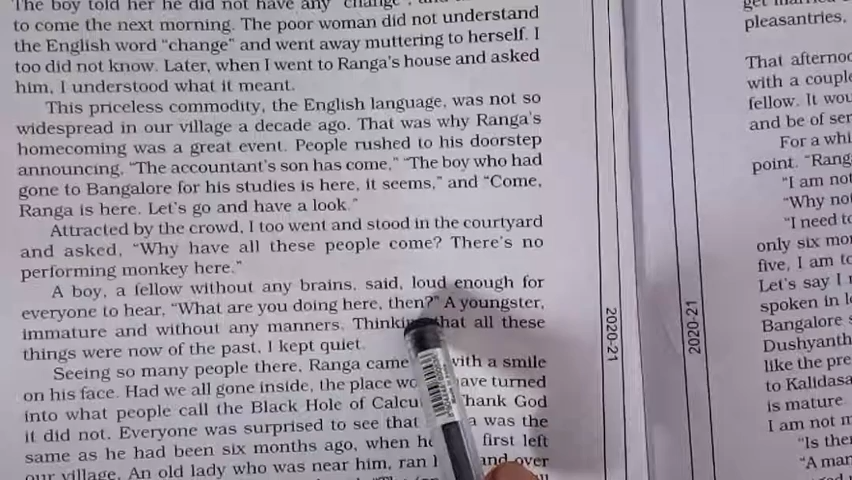 The boy told her he did not have any "change", and
to come the next morning. The poor woman did not understand
the English word "change" and went away muttering to herself. I
too did not know. Later, when I went to Ranga's house and asked
him, I understood what it meant.
This priceless commodity, the English language, was not so
widespread in our village a decade ago. That was why Ranga's
homecoming was a great event. People rushed to his doorstep
announcing, "The accountant's son has come," "The boy who had
gone to Bangalore for his studies is here, it seems," and "Come,
Ranga is here. Let's go and have a look."
Attracted by the crowd, I too went and stood in the courtyard
and asked, "Why have all these people come? There's no
performing monkey here."
A boy, a fellow without any brains, said, loud enough for
everyone to hear, "What are you doing here, then?" A youngster,
immature and without any manners. Thinking that all these
things were now of the past, I kept quiet.
Seeing so many people there, Ranga came with a smile
on his face. Had we all gone inside, the place wo have turned
into what people call the Black Hole of Calcu Thank God
it did not. Everyone was surprised to see that a was the
same as he had been six months ago, when he first left
our village. An old lady who was near him, ran and over
2020-21
2020-21
get marri
pleasantries.
That afternoo
with a couple
fellow. It wou
and be of ser
For a whi
point. "Rang
"I am not
"Why no
"I need to
only six mo
five, I am to
Let's say I
spoken in l
Bangalore s
Dushyanth
like the pre
to Kalidasa
is mature
I am not m
"Is the
"A man